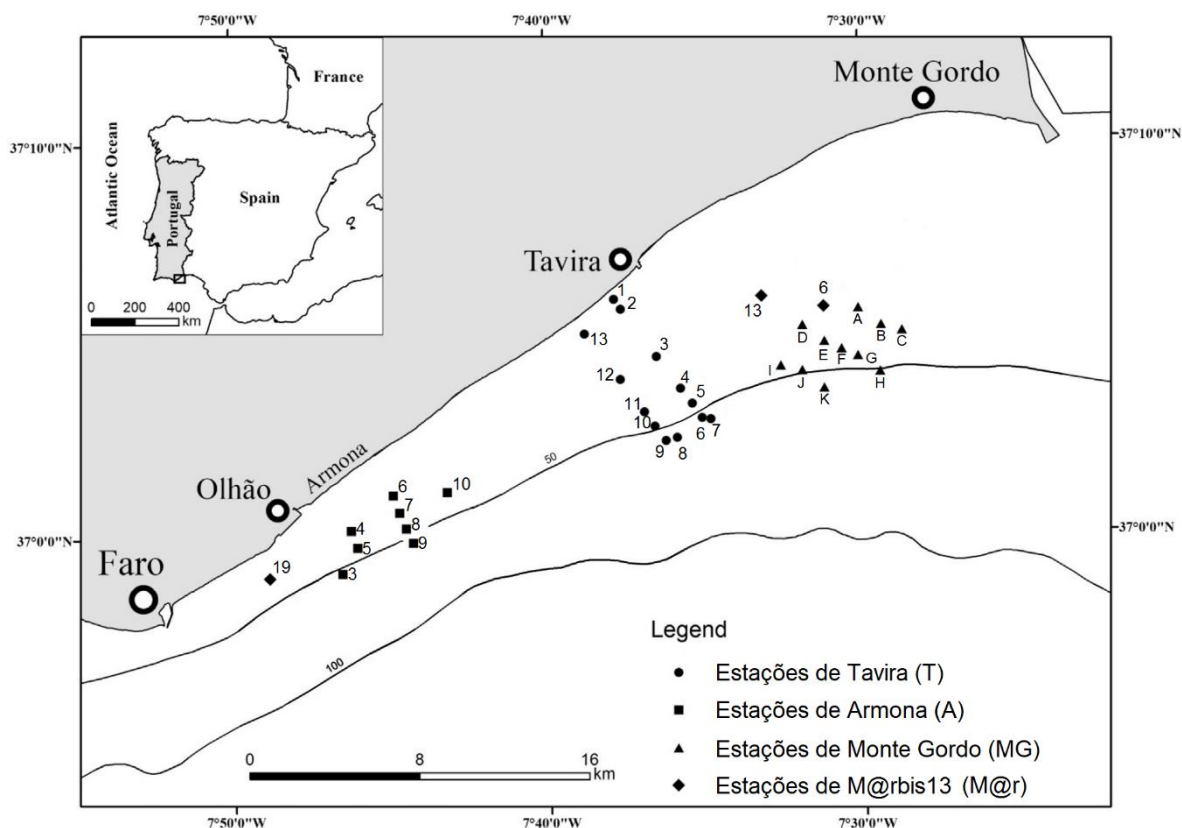 7°50'0"W
7°40'0"W
7°30'0"W
France
Monte Gordo
Atlantic Ocean
Portugal
Spain
37°10'0"N
37°10'0"N
Tavira
0 200 400
km
1
2
13
3
12
4
5
11
10
6
7
9
8
13
6
A
B
C
D
E
F
G
I
J
H
K
Armona
50
Olhão
6
10
7
4
8
5
9
3
37°0'0"N
37°0'0"N
19
Faro
100
Legend
Estações de Tavira (T)
Estações de Armona (A)
Estações de Monte Gordo (MG)
Estações de M@rbis13 (M@r)
0 8 16
km
7°50'0"W
7°40'0"W
7°30'0"W